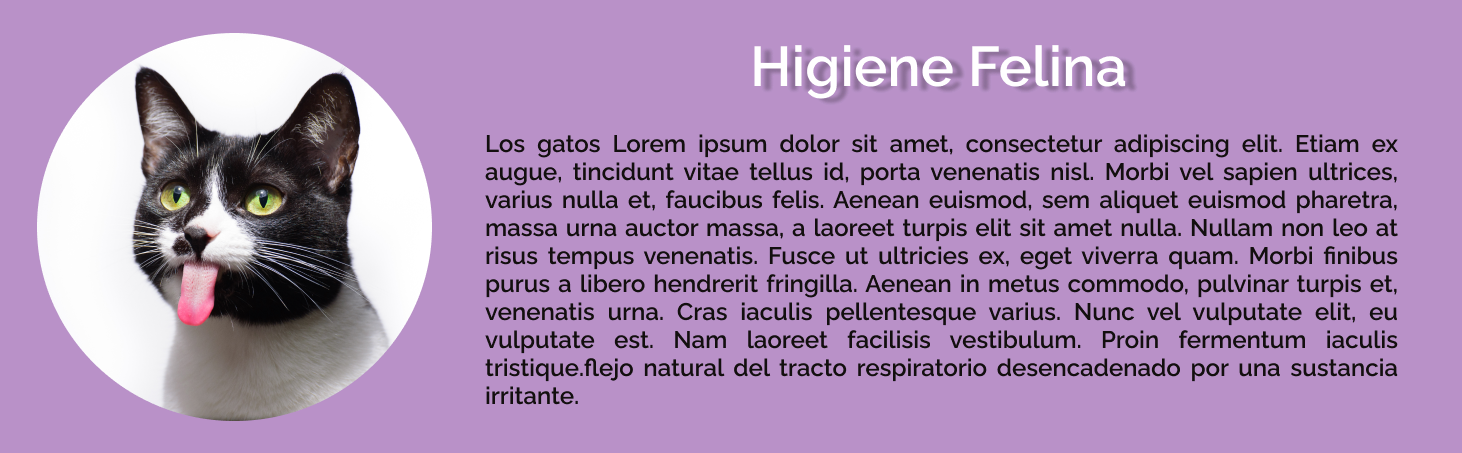 Higiene Felina
Los gatos Lorem ipsum dolor sit amet, consectetur adipiscing elit. Etiam ex
augue, tincidunt vitae tellus id, porta venenatis nisl. Morbi vel sapien ultrices,
varius nulla et, faucibus felis. Aenean euismod, sem aliquet euismod pharetra,
massa urna auctor massa, a laoreet turpis elit sit amet nulla. Nullam non leo at
risus tempus venenatis. Fusce ut ultricies ex, eget viverra quam. Morbi finibus
purus a libero hendrerit fringilla. Aenean in metus commodo, pulvinar turpis et,
venenatis urna. Cras iaculis pellentesque varius. Nunc vel vulputate elit, eu
vulputate est. Nam laoreet facilisis vestibulum. Proin fermentum iaculis
tristique.flejo natural del tracto respiratorio desencadenado por una sustancia
irritante.